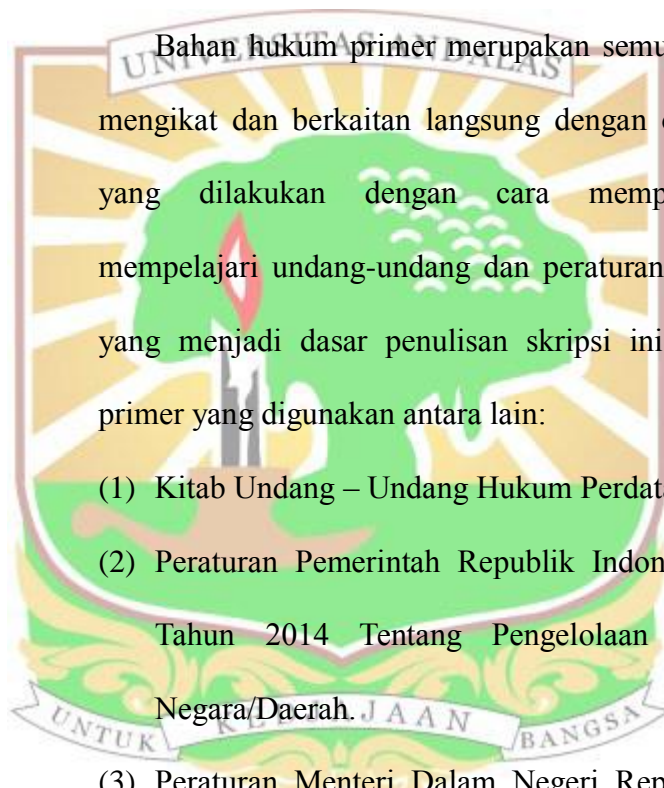 UNIVERSITAS ANDALAS
Bahan hukum primer merupakan semu
mengikat dan berkaitan langsung dengan
yang dilakukan dengan cara memp
mempelajari undang-undang dan peraturan
yang menjadi dasar penulisan skripsi ini
primer yang digunakan antara lain:
(1) Kitab Undang – Undang Hukum Perdata
(2) Peraturan Pemerintah Republik Indon
Tahun 2014 Tentang Pengelolaan
Negara/Daerah.
UNTUK KEDJAJAAN BANGSA
(3) Peraturan Menteri Dalam Negeri Rep